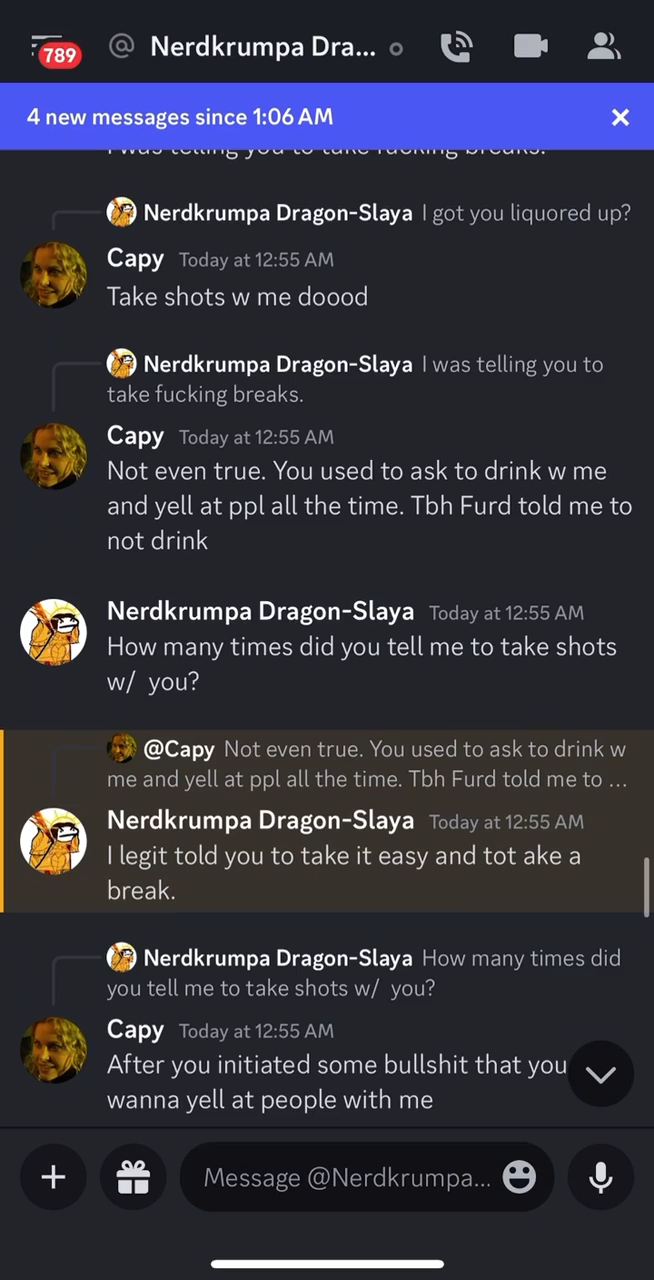 789
@ Nerdkrumpa Dra...
4 new messages since 1:06 AM
I was telling you to take fucking breaks.
Nerdkrumpa Dragon-Slaya I got you liquored up?
Capy Today at 12:55 AM
Take shots w me doood
Nerdkrumpa Dragon-Slaya I was telling you to
take fucking breaks.
Capy Today at 12:55 AM
Not even true. You used to ask to drink w me
and yell at ppl all the time. Tbh Furd told me to
not drink
Nerdkrumpa Dragon-Slaya Today at 12:55 AM
How many times did you tell me to take shots
w/ you?
@Capy Not even true. You used to ask to drink w
me and yell at ppl all the time. Tbh Furd told me to ...
Nerdkrumpa Dragon-Slaya Today at 12:55 AM
I legit told you to take it easy and tot ake a
break.
Nerdkrumpa Dragon-Slaya How many times did
you tell me to take shots w/ you?
Capy Today at 12:55 AM
After you initiated some bullshit that you
wanna yell at people with me
Message @Nerdkrumpa...